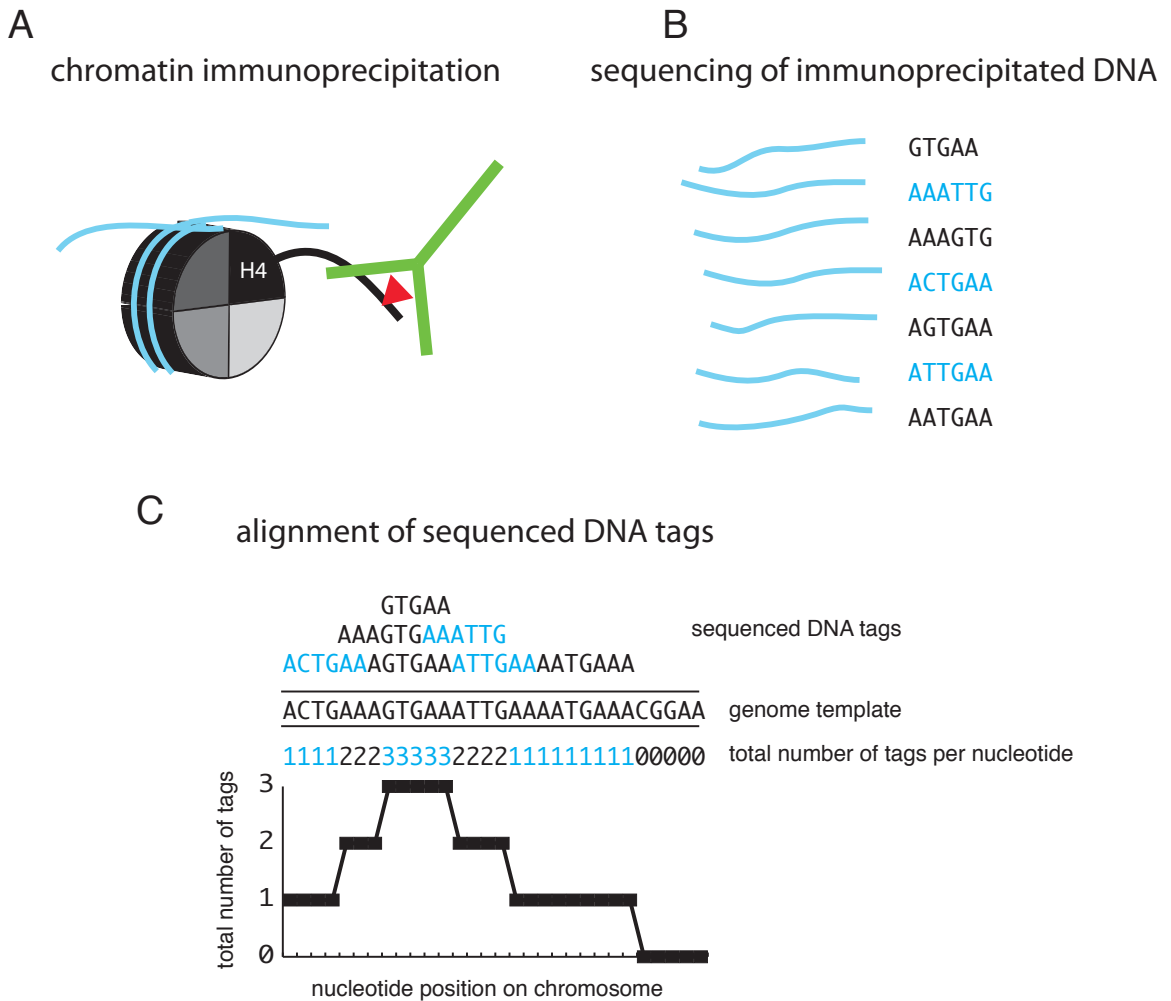 A
chromatin immunoprecipitation
H4
B
sequencing of immunoprecipitated DNA
GTGAA
AAATTG
AAAGTG
ACTGAA
AGTGAA
ATTGAA
AATGAA
C
alignment of sequenced DNA tags
GTGAA
AAAGTGAAATTG
ACTGAAAGTGAAATTGAAAATGAAA
sequenced DNA tags
ACTGAAAGTGAAATTGAAAATGAAACGGAA
genome template
111122233333222211111111100000
total number of tags per nucleotide
total number of tags
3
2
1
0
nucleotide position on chromosome